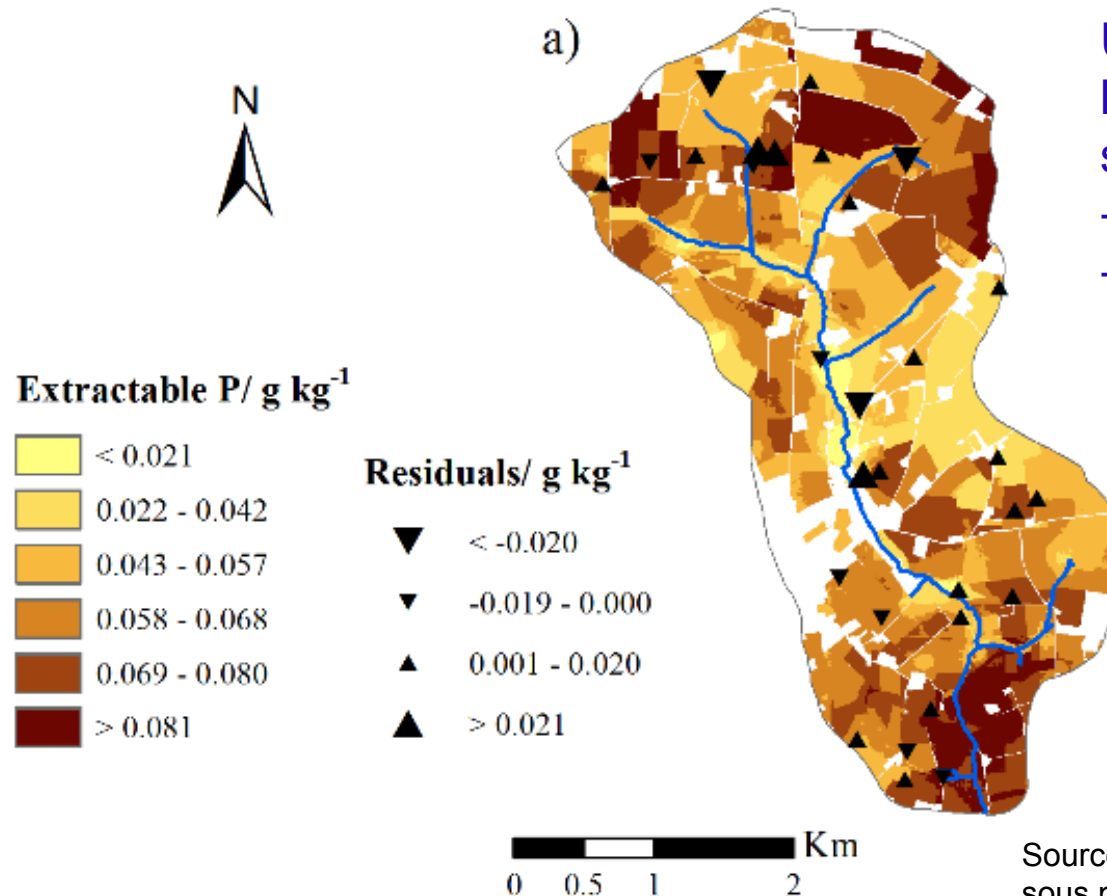 a)
N
Extractable P/ g kg⁻¹
< 0.021
0.022 - 0.042
0.043 - 0.057
0.058 - 0.068
0.069 - 0.080
> 0.081
Residuals/ g kg⁻¹
< -0.020
-0.019 - 0.000
0.001 - 0.020
> 0.021
Km
0 0.5 1 2
Source
sous